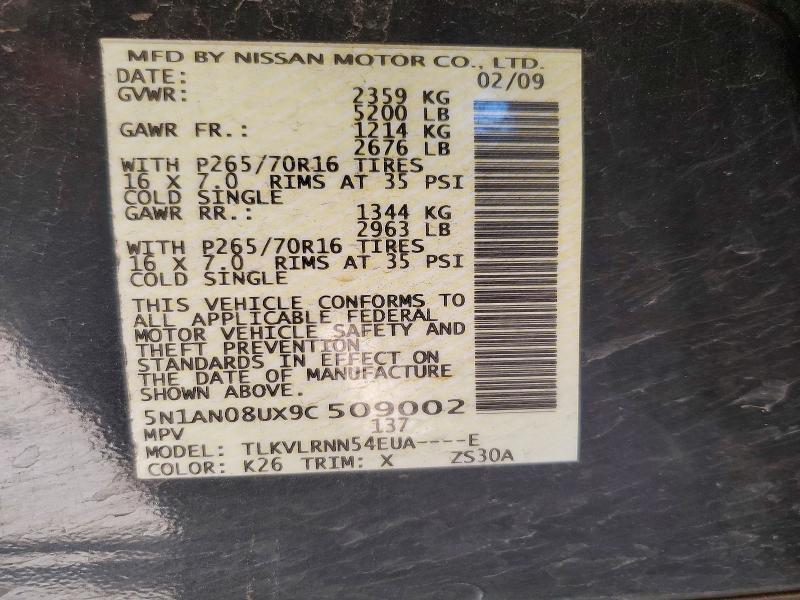 MFD BY NISSAN MOTOR CO., LTD.
DATE: 02/09
GVWR: 2359 KG
5200 LB
GAWR FR.: 1214 KG
2676 LB
WITH P265/70R16 TIRES
16 X 7.0 RIMS AT 35 PSI
COLD SINGLE
GAWR RR.: 1344 KG
2963 LB
WITH P265/70R16 TIRES
16 X 7.0 RIMS AT 35 PSI
COLD SINGLE
THIS VEHICLE CONFORMS TO
ALL APPLICABLE FEDERAL
MOTOR VEHICLE SAFETY AND
THEFT PREVENTION
STANDARDS IN EFFECT ON
THE DATE OF MANUFACTURE
SHOWN ABOVE.
5N1AN08UX9C 509002
137
MPV
MODEL: TLKVLRNN54EUA----E
COLOR: K26 TRIM: X ZS30A